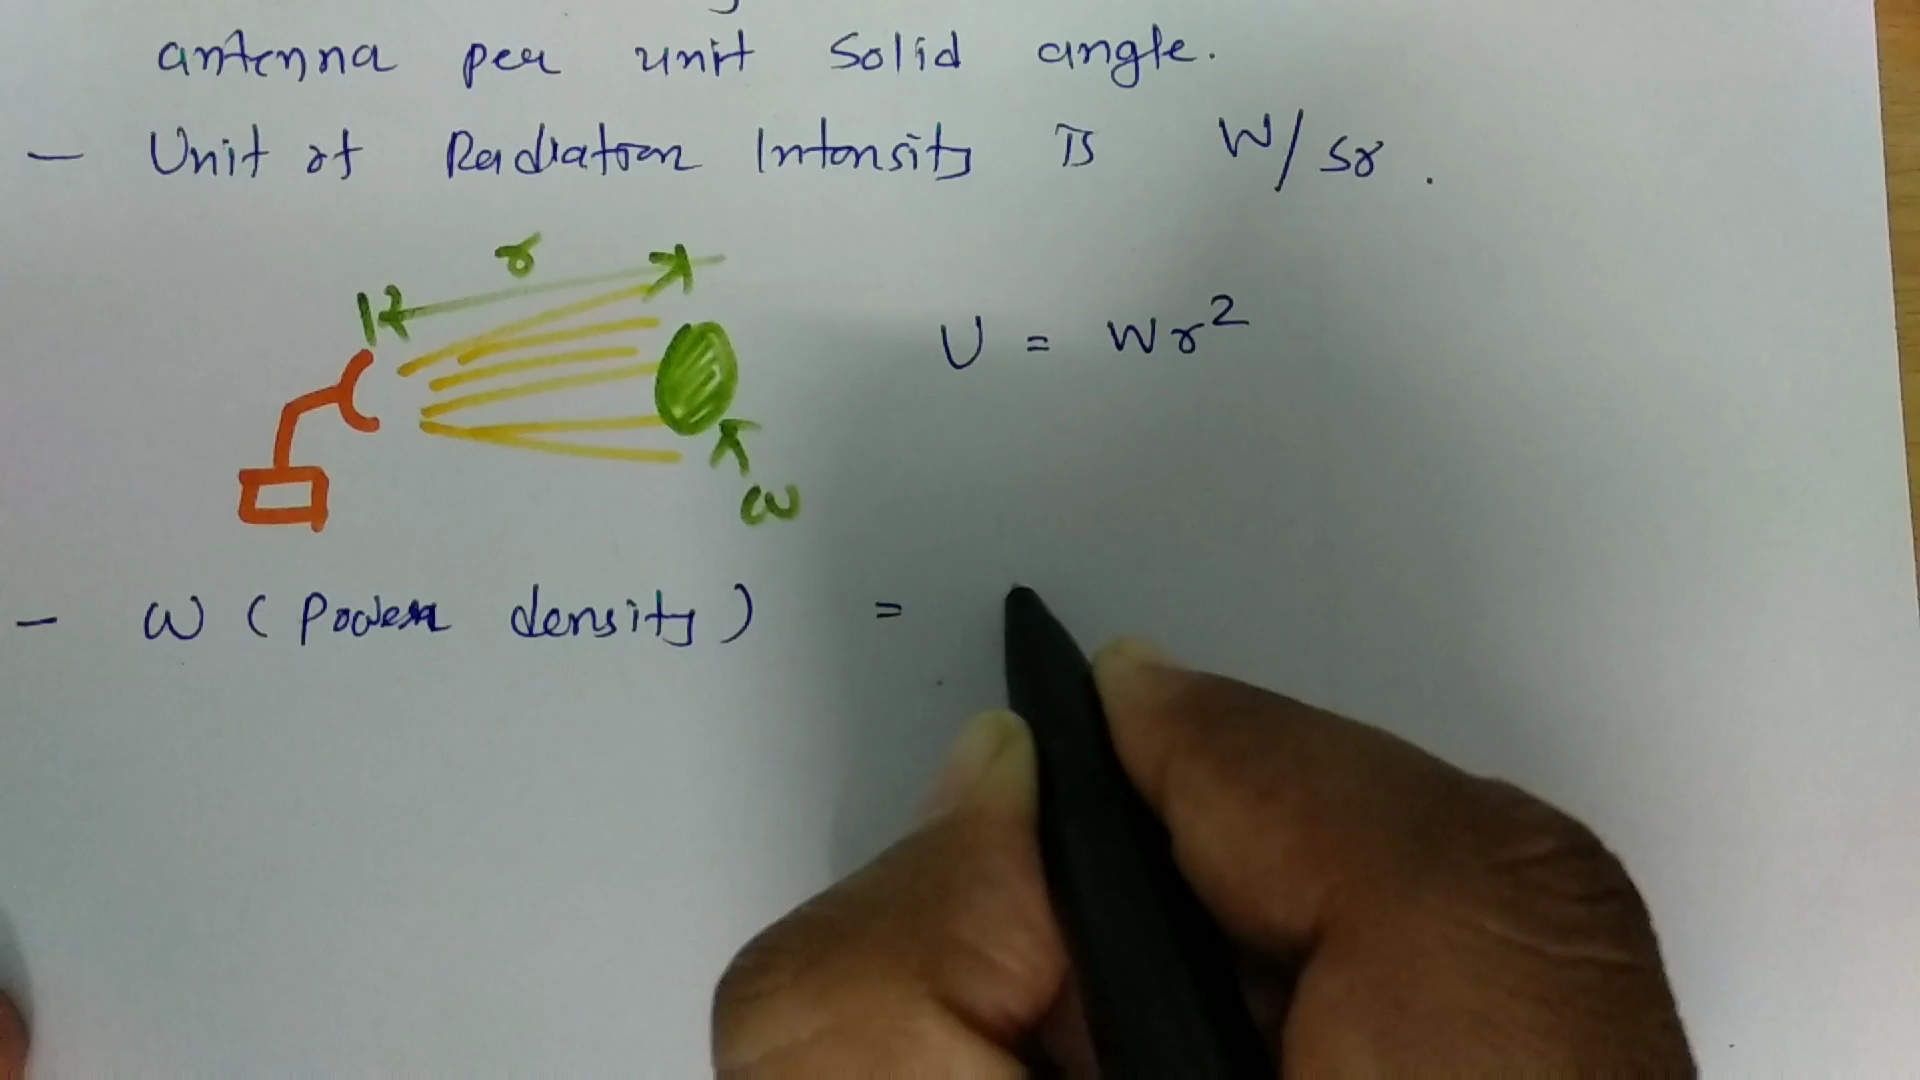 antenna per unit solid angle.
- Unit of Radiation Intensity is W/sr.
r
U = Wr²
W
- W (Power density) =